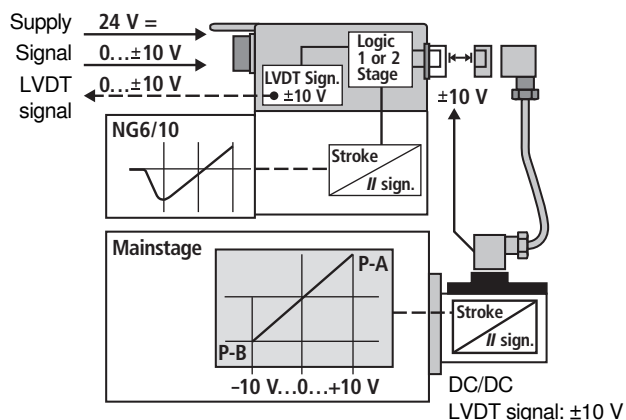 Supply 24 V =
Signal 0…±10 V
LVDT signal 0…±10 V
Logic
1 or 2
Stage
LVDT Sign.
±10 V
±10 V
NG6/10
Stroke
// sign.
Mainstage
P-A
P-B
–10 V…0…+10 V
Stroke
// sign.
DC/DC
LVDT signal: ±10 V